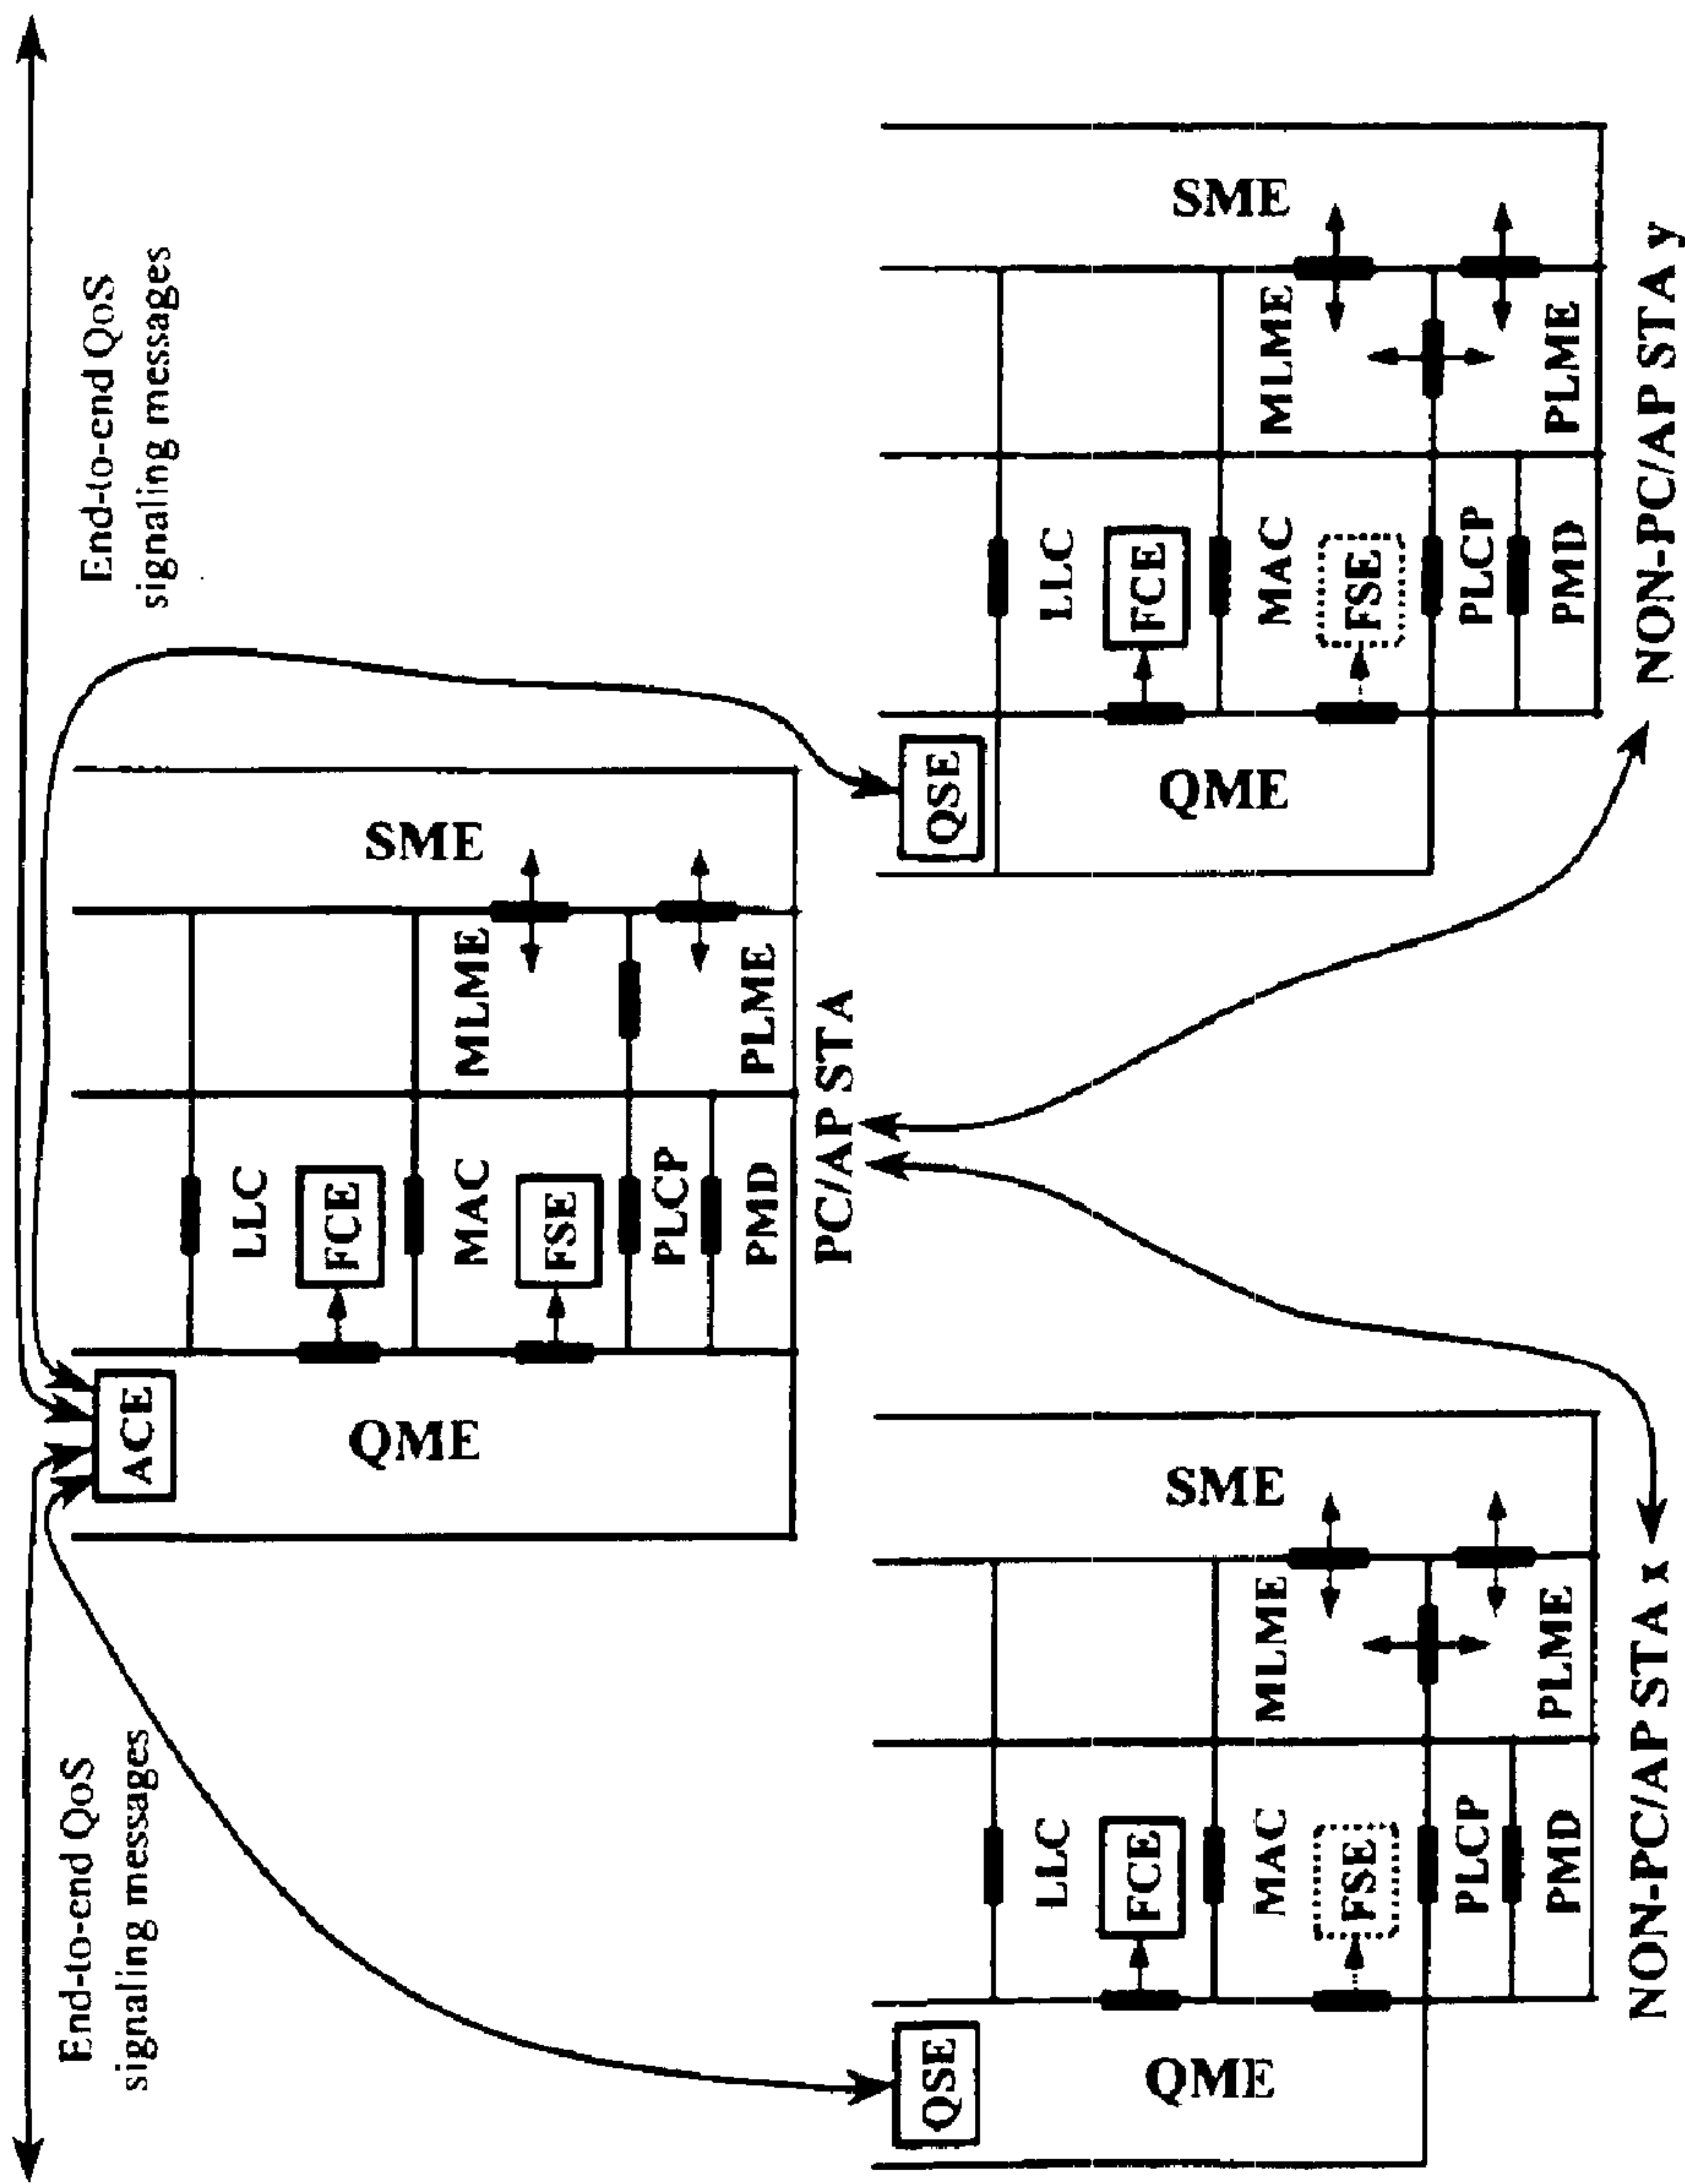 End-to-end QoS
signaling messages
End-to-end QoS
signaling messages
ACE
QME
LLC
FCE
MAC
FSE
PLCP
PMD
MLME
PLME
SME
PC/AP STA
QSE
QME
LLC
FCE
MAC
FSE
PLCP
PMD
MLME
PLME
SME
NON-PC/AP STA x
QSE
QME
LLC
FCE
MAC
FSE
PLCP
PMD
MLME
PLME
SME
NON-PC/AP STA y